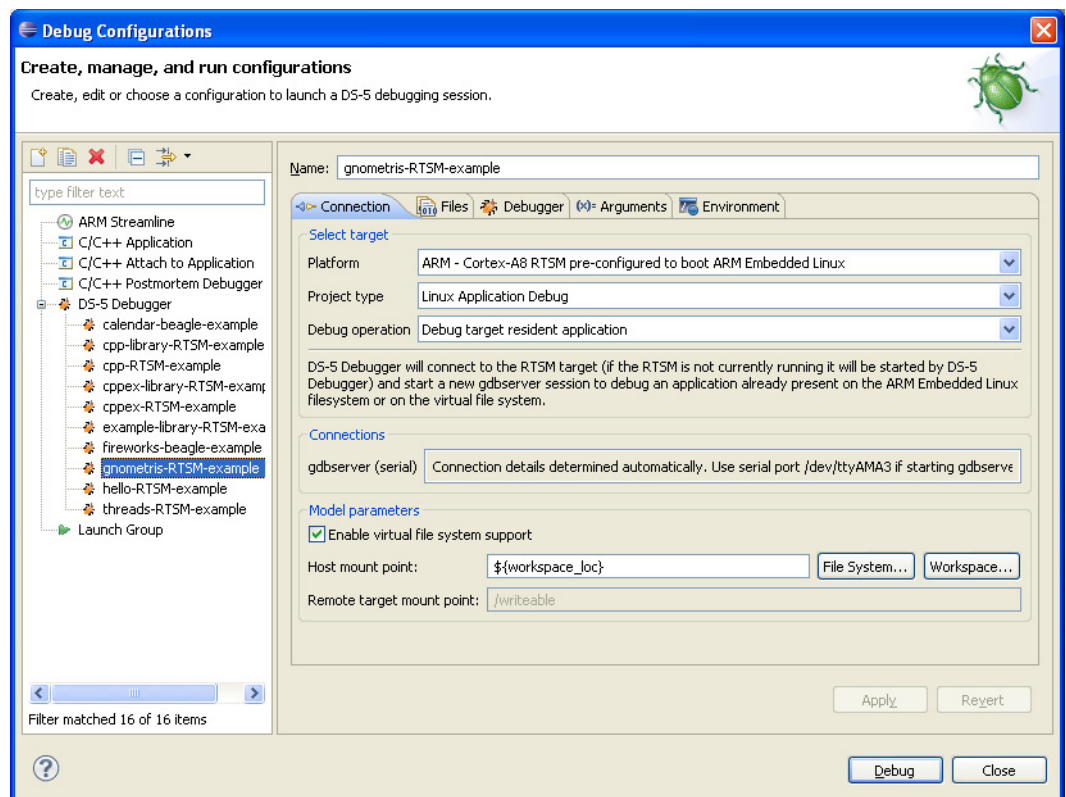 Debug Configurations
Create, manage, and run configurations
Create, edit or choose a configuration to launch a DS-5 debugging session.
type filter text
ARM Streamline
C/C++ Application
C/C++ Attach to Application
C/C++ Postmortem Debugger
DS-5 Debugger
calendar-beagle-example
cpp-library-RTSM-example
cpp-RTSM-example
cppex-library-RTSM-examp
cppex-RTSM-example
example-library-RTSM-exa
fireworks-beagle-example
gnometris-RTSM-example
hello-RTSM-example
threads-RTSM-example
Launch Group
Filter matched 16 of 16 items
Name: gnometris-RTSM-example
Connection Files Debugger (x)= Arguments Environment
Select target
Platform ARM - Cortex-A8 RTSM pre-configured to boot ARM Embedded Linux
Project type Linux Application Debug
Debug operation Debug target resident application
DS-5 Debugger will connect to the RTSM target (if the RTSM is not currently running it will be started by DS-5
Debugger) and start a new gdbserver session to debug an application already present on the ARM Embedded Linux
filesystem or on the virtual file system.
Connections
gdbserver (serial) Connection details determined automatically. Use serial port /dev/ttyAMA3 if starting gdbserve
Model parameters
Enable virtual file system support
Host mount point: ${workspace_loc} File System... Workspace...
Remote target mount point: /writeable
Apply Revert
? Debug Close